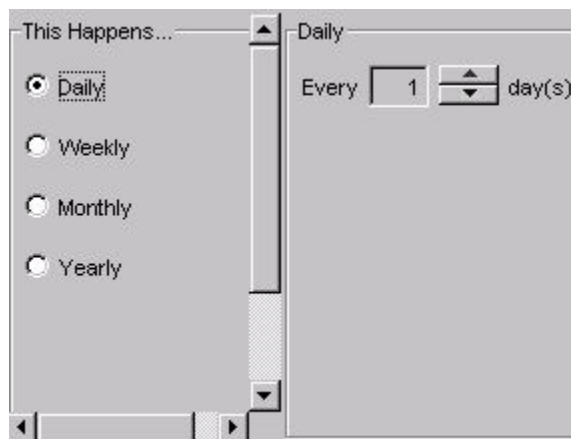 This Happens...
Daily
Weekly
Monthly
Yearly
Daily
Every 1 day(s)